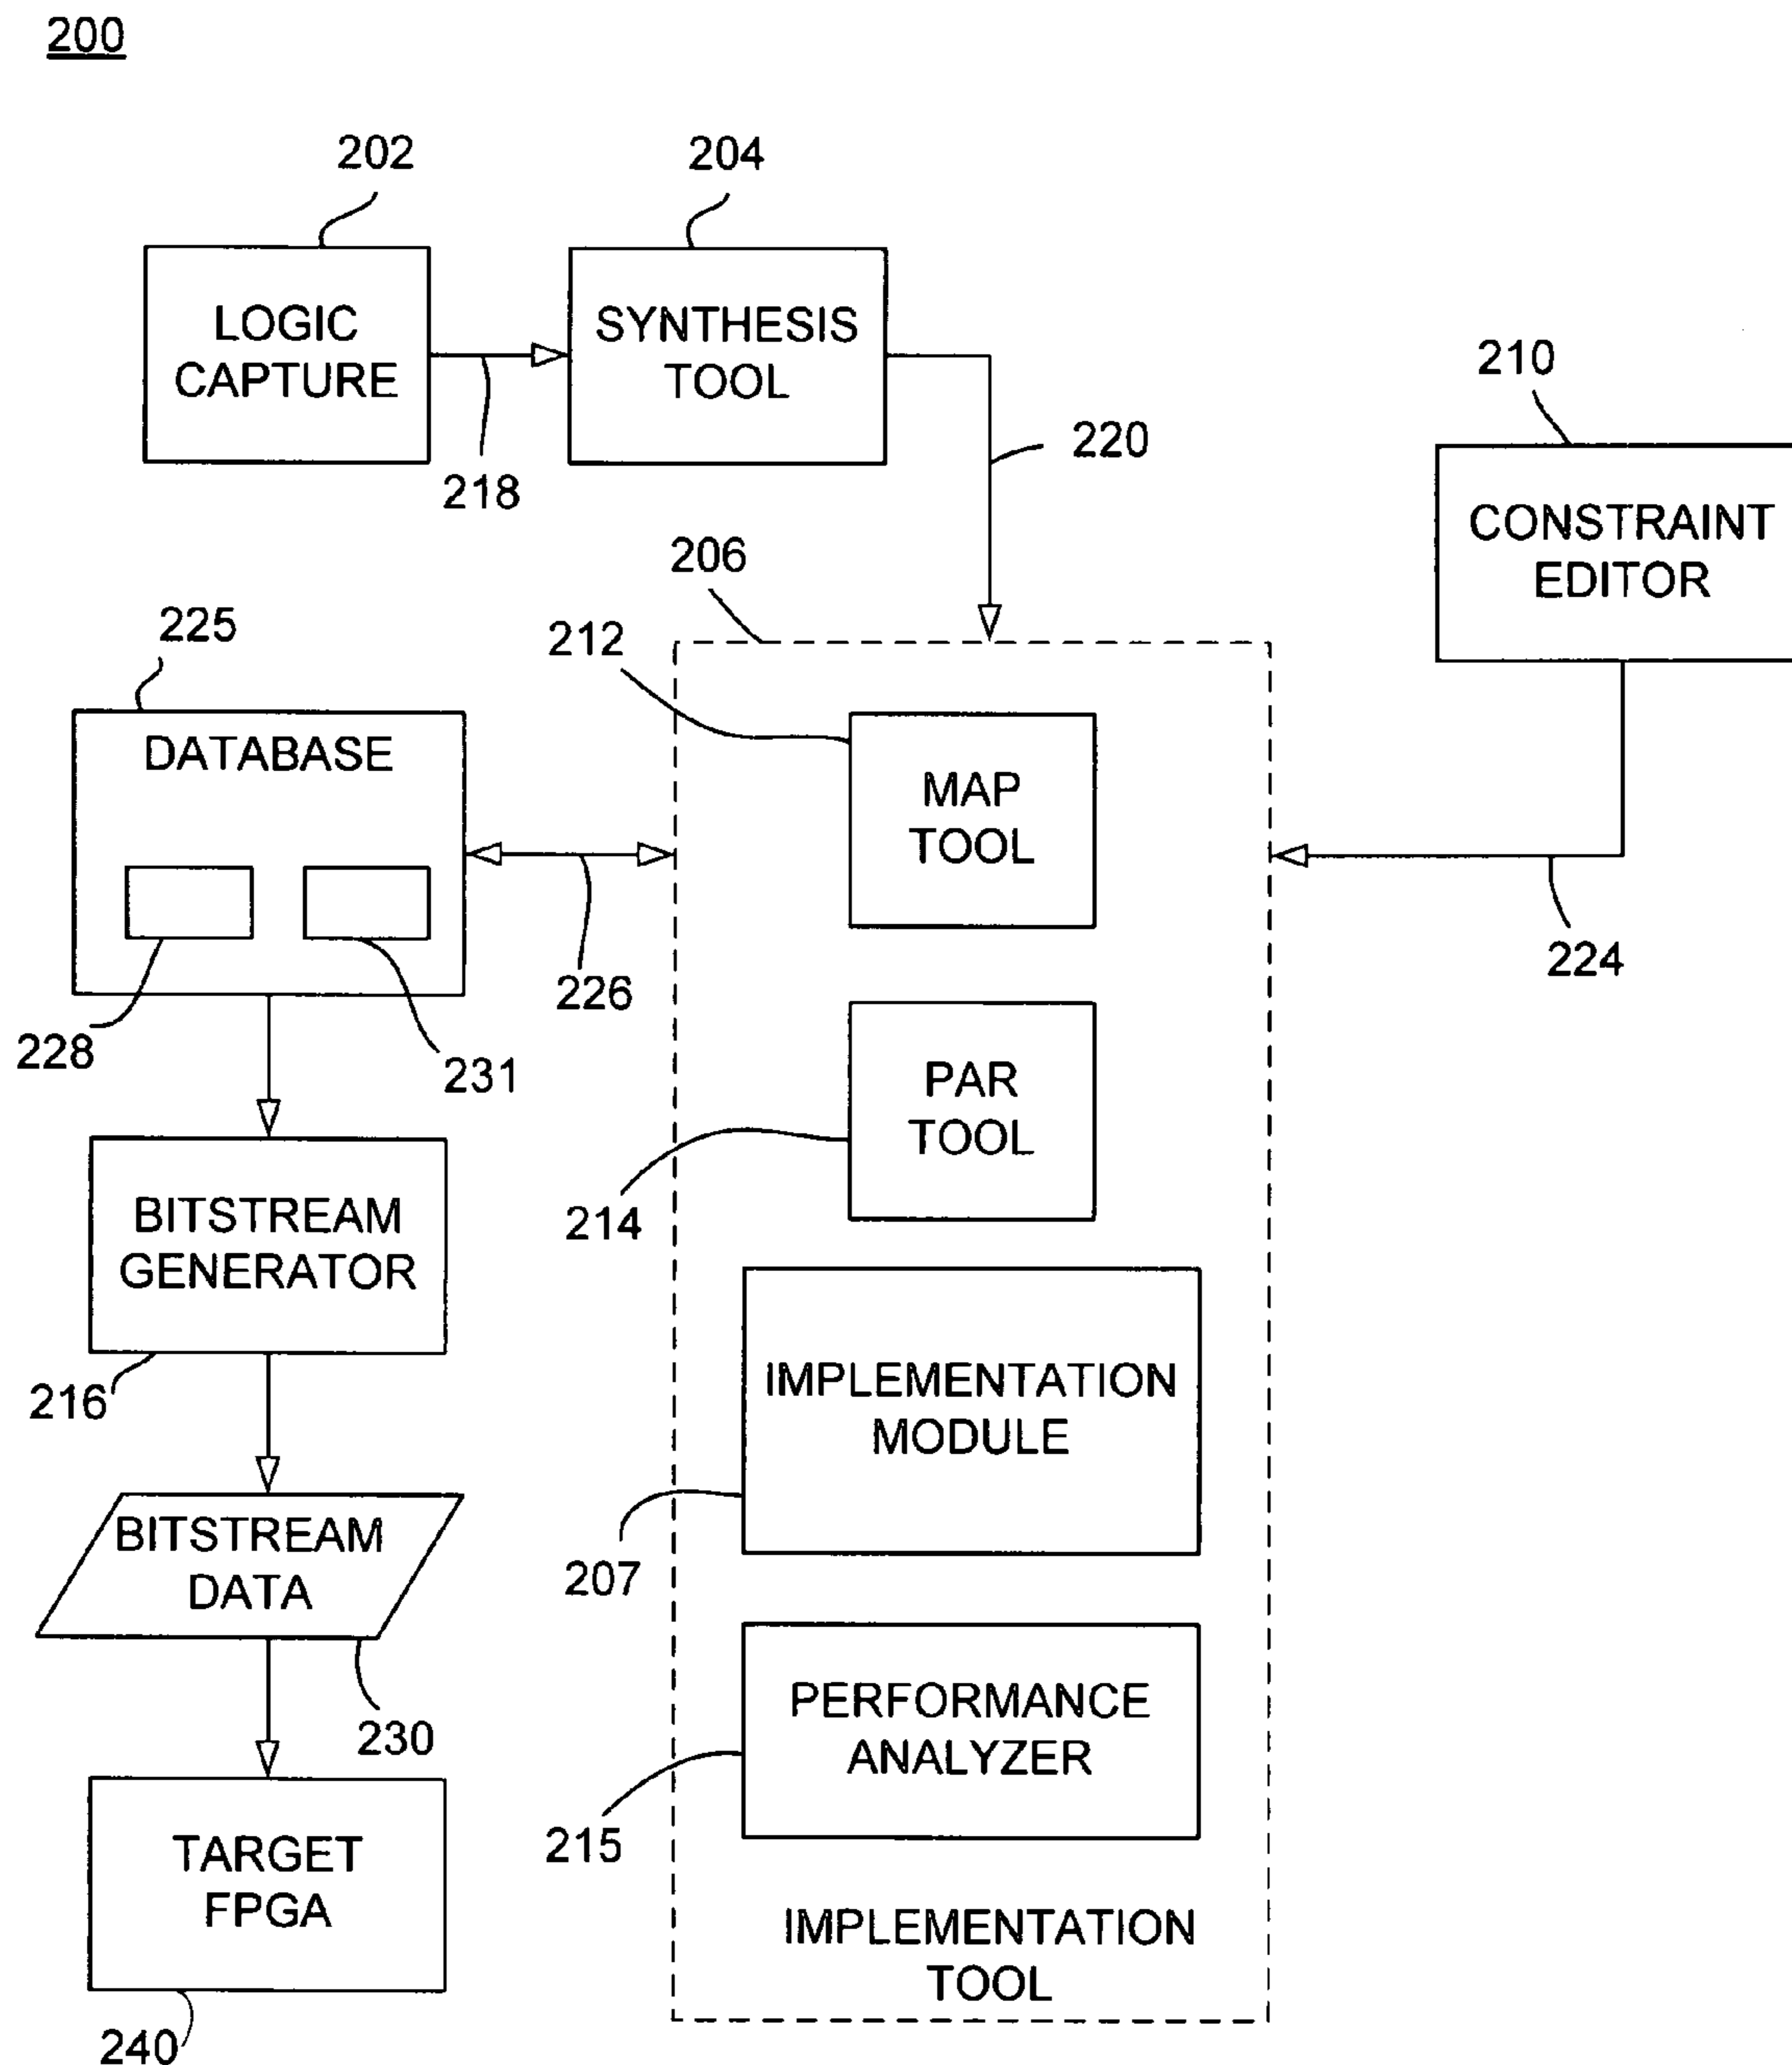 200
202
204
LOGIC
CAPTURE
SYNTHESIS
TOOL
218
220
210
CONSTRAINT
EDITOR
206
225
212
DATABASE
MAP
TOOL
226
224
228
231
PAR
TOOL
214
BITSTREAM
GENERATOR
216
IMPLEMENTATION
MODULE
207
BITSTREAM
DATA
230
PERFORMANCE
ANALYZER
215
TARGET
FPGA
240
IMPLEMENTATION
TOOL